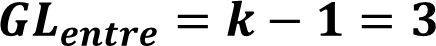 GL_entre = k − 1 = 3